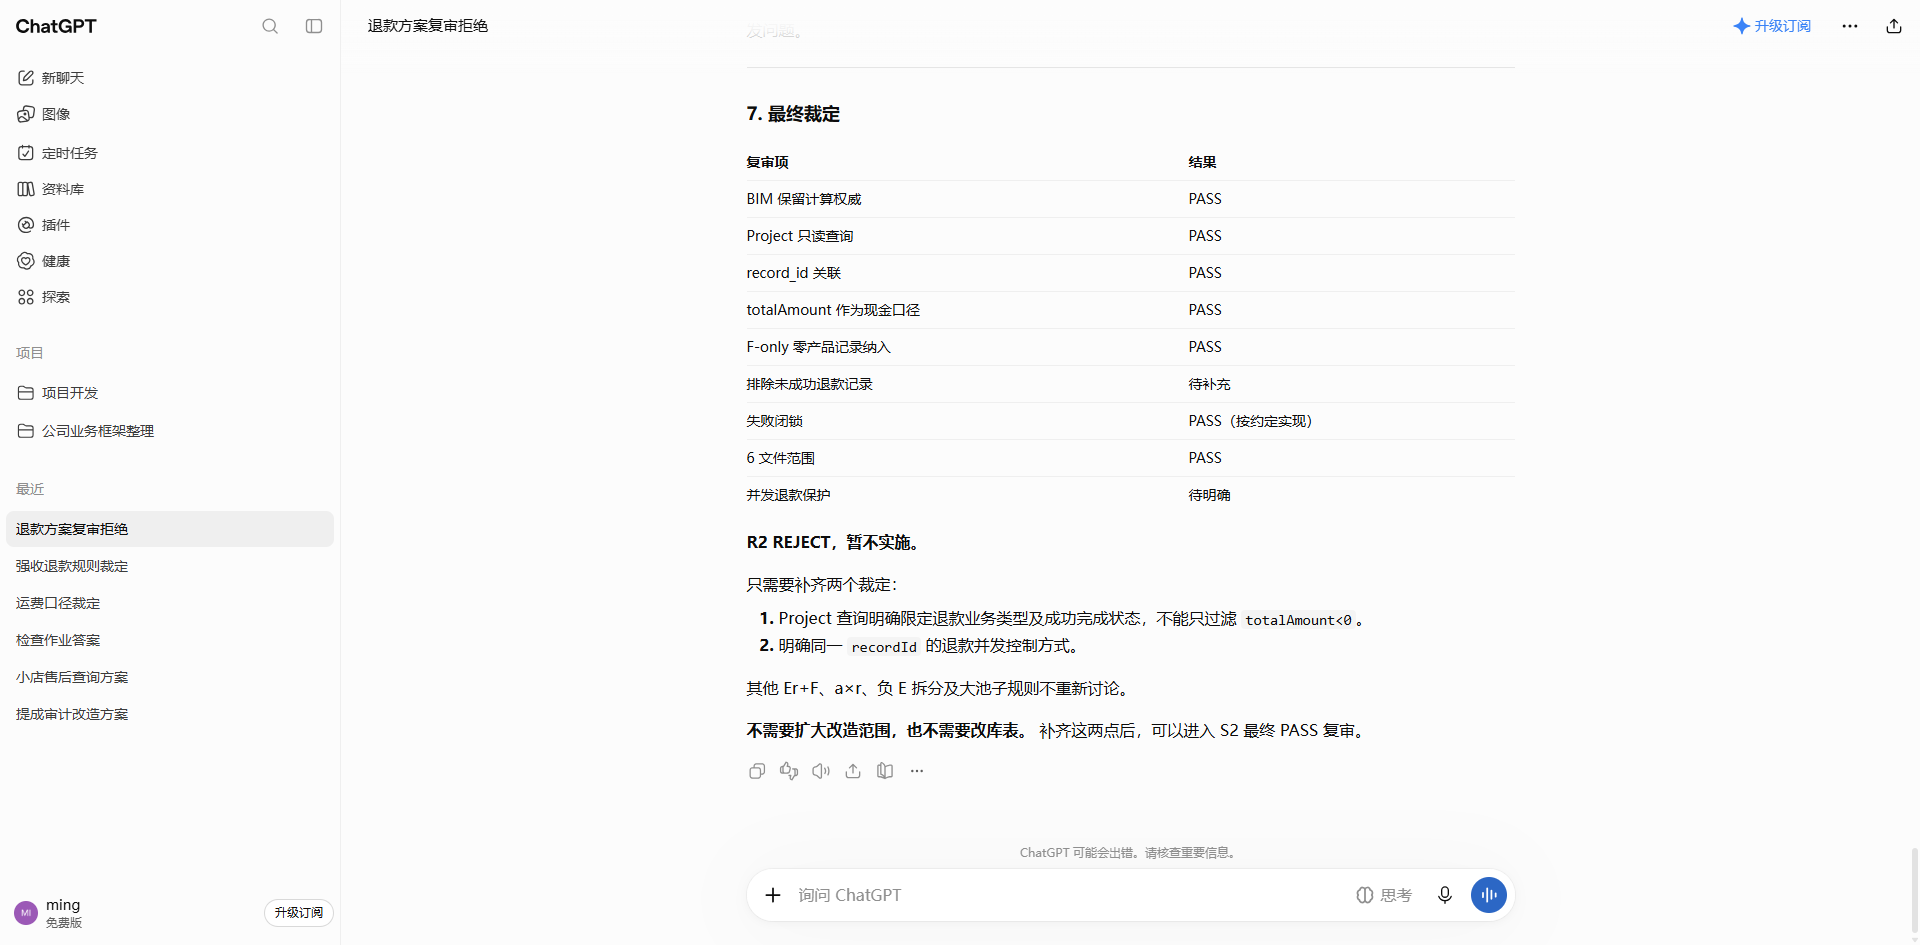 ChatGPT
新聊天
图像
定时任务
资料库
插件
健康
探索
项目
项目开发
公司业务框架整理
最近
退款方案复审拒绝
强收退款规则裁定
运费口径裁定
检查作业答案
小店售后查询方案
提成审计改造方案
MI
ming
免费版
升级订阅
退款方案复审拒绝
升级订阅
发问题。
7. 最终裁定
复审项 结果
BIM 保留计算权威 PASS
Project 只读查询 PASS
record_id 关联 PASS
totalAmount 作为现金口径 PASS
F-only 零产品记录纳入 PASS
排除未成功退款记录 待补充
失败闭锁 PASS（按约定实现）
6 文件范围 PASS
并发退款保护 待明确
R2 REJECT，暂不实施。
只需要补齐两个裁定：
1. Project 查询明确限定退款业务类型及成功完成状态，不能只过滤 totalAmount<0。
2. 明确同一 recordId 的退款并发控制方式。
其他 Er+F、a×r、负 E 拆分及大池子规则不重新讨论。
不需要扩大改造范围，也不需要改库表。 补齐这两点后，可以进入 S2 最终 PASS 复审。
ChatGPT 可能会出错。请核查重要信息。
询问 ChatGPT
思考